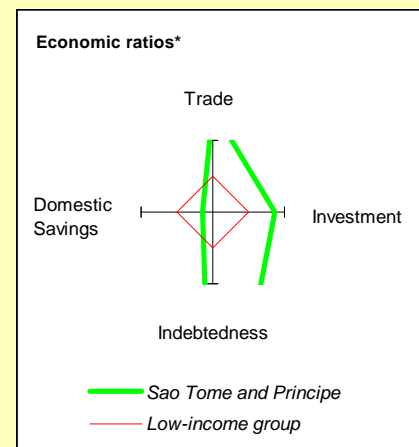 Economic ratios*
Trade
Domestic
Savings
Investment
Indebtedness
Sao Tome and Principe
Low-income group